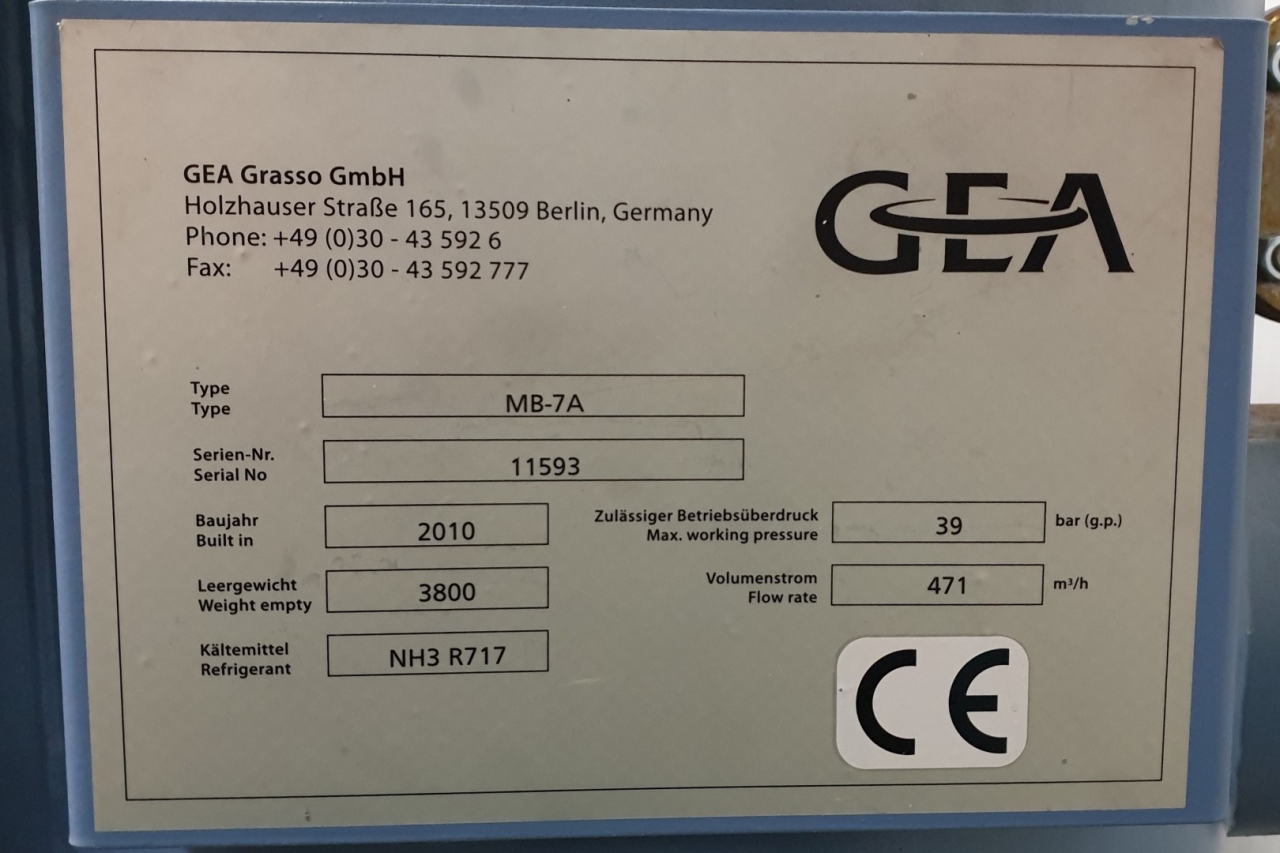 GEA Grasso GmbH
Holzhauser Straße 165, 13509 Berlin, Germany
Phone: +49 (0)30 - 43 592 6
Fax: +49 (0)30 - 43 592 777
GEA
Type
Type
MB-7A
Serien-Nr.
Serial No
11593
Baujahr
Built in
2010
Zulässiger Betriebsüberdruck
Max. working pressure
39
bar (g.p.)
Leergewicht
Weight empty
3800
Volumenstrom
Flow rate
471
m³/h
Kältemittel
Refrigerant
NH3 R717
CE